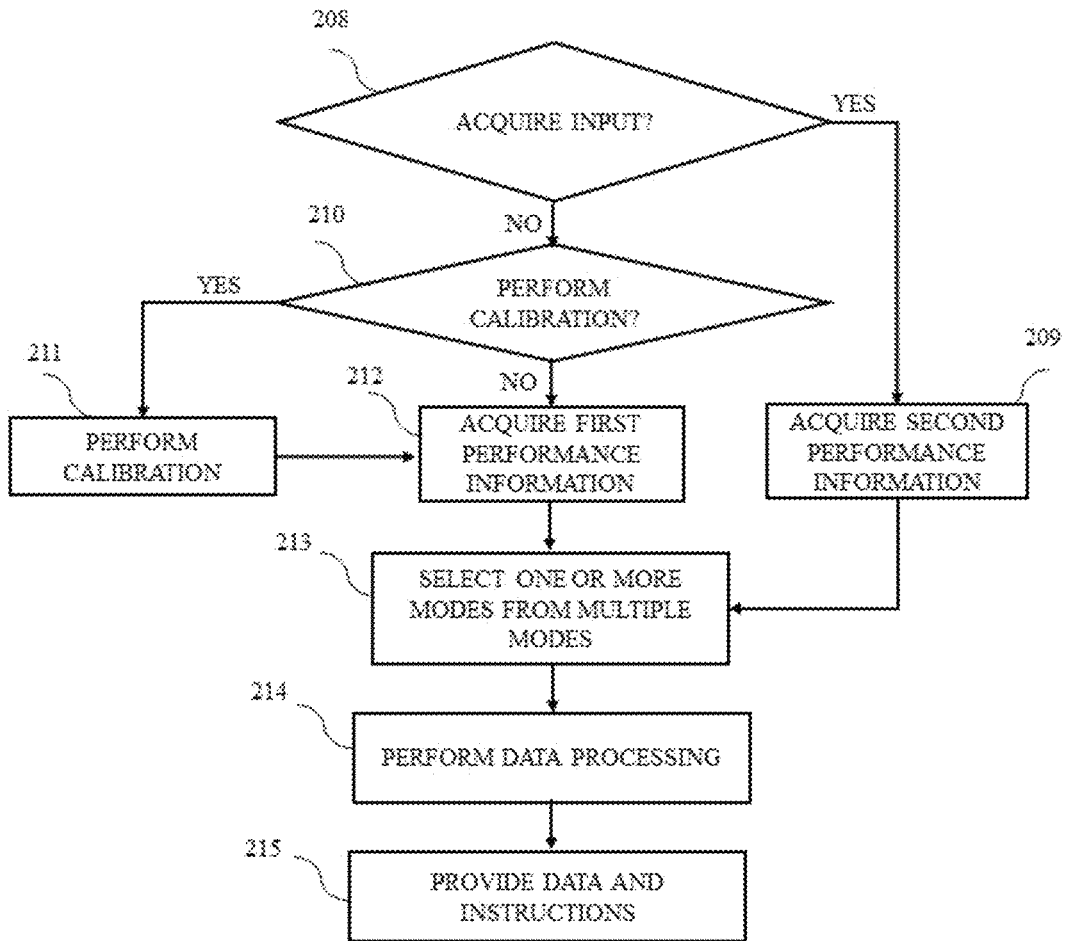 208
ACQUIRE INPUT?
YES
NO
210
PERFORM
CALIBRATION?
YES
NO
211
PERFORM
CALIBRATION
212
ACQUIRE FIRST
PERFORMANCE
INFORMATION
209
ACQUIRE SECOND
PERFORMANCE
INFORMATION
213
SELECT ONE OR MORE
MODES FROM MULTIPLE
MODES
214
PERFORM DATA PROCESSING
215
PROVIDE DATA AND
INSTRUCTIONS